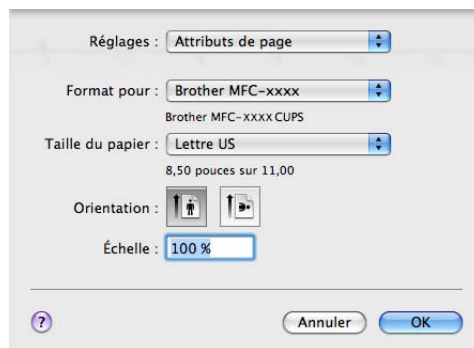 Réglages : Attributs de page
Format pour : Brother MFC-xxxx
Brother MFC-XXXX CUPS
Taille du papier : Lettre US
8,50 pouces sur 11,00
Orientation :
Échelle : 100 %
? Annuler OK